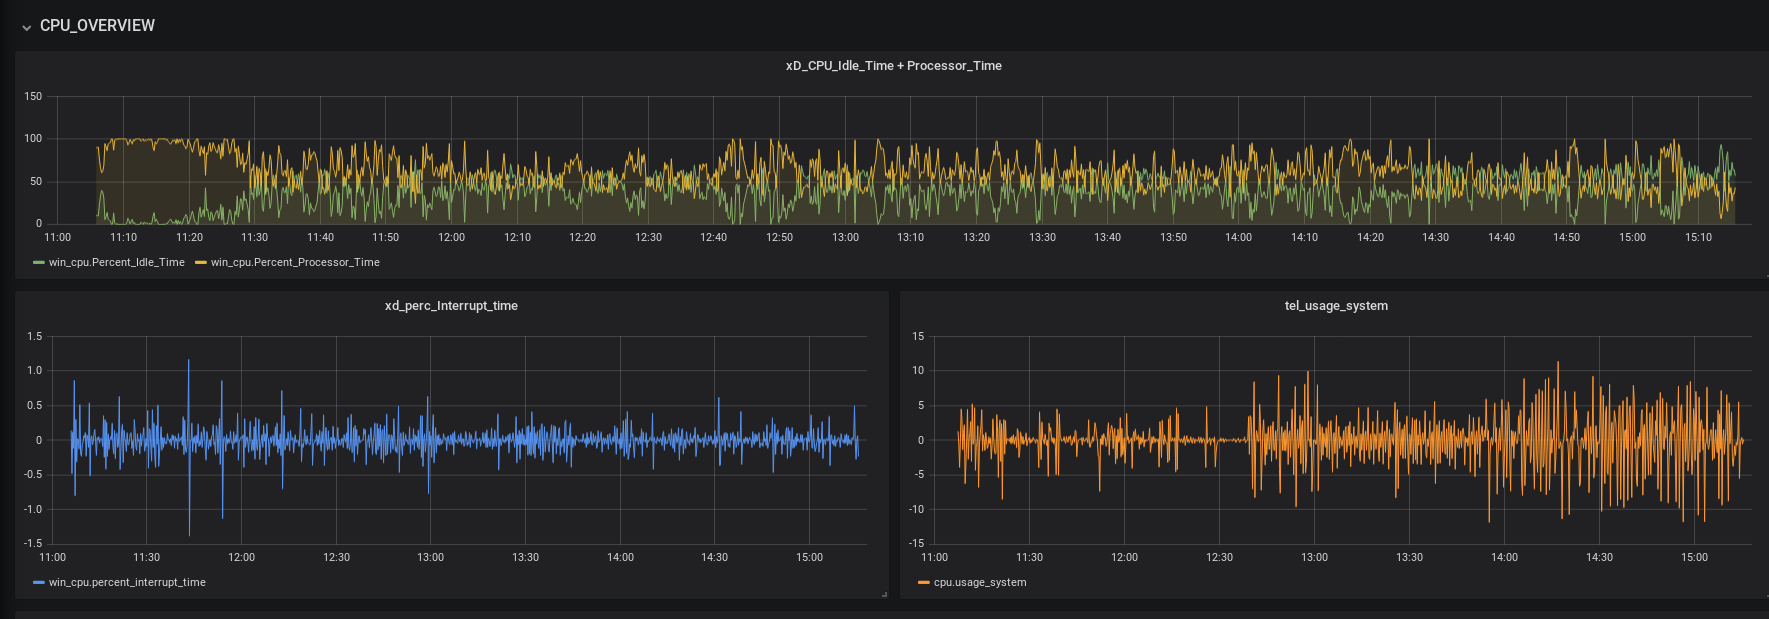 CPU_OVERVIEW
xD_CPU_Idle_Time + Processor_Time
150
100
50
0
11:00 11:10 11:20 11:30 11:40 11:50 12:00 12:10 12:20 12:30 12:40 12:50 13:00 13:10 13:20 13:30 13:40 13:50 14:00 14:10 14:20 14:30 14:40 14:50 15:00 15:10
win_cpu.Percent_Idle_Time win_cpu.Percent_Processor_Time
xd_perc_Interrupt_time
1.5
1.0
0.5
0
-0.5
-1.0
-1.5
11:00 11:30 12:00 12:30 13:00 13:30 14:00 14:30 15:00
win_cpu.percent_interrupt_time
tel_usage_system
15
10
5
0
-5
-10
-15
11:00 11:30 12:00 12:30 13:00 13:30 14:00 14:30 15:00
cpu.usage_system